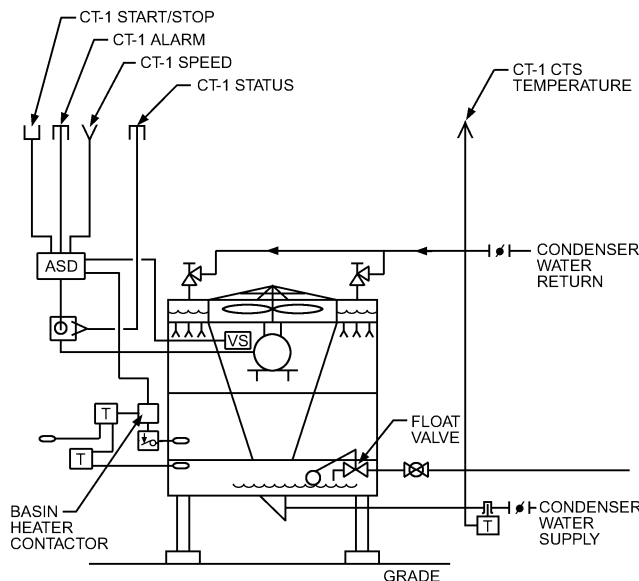 CT-1 START/STOP
CT-1 ALARM
CT-1 SPEED
CT-1 STATUS
CT-1 CTS
TEMPERATURE
ASD
CONDENSER
WATER
RETURN
VS
T
T
FLOAT
VALVE
BASIN
HEATER
CONTACTOR
CONDENSER
WATER
SUPPLY
T
GRADE